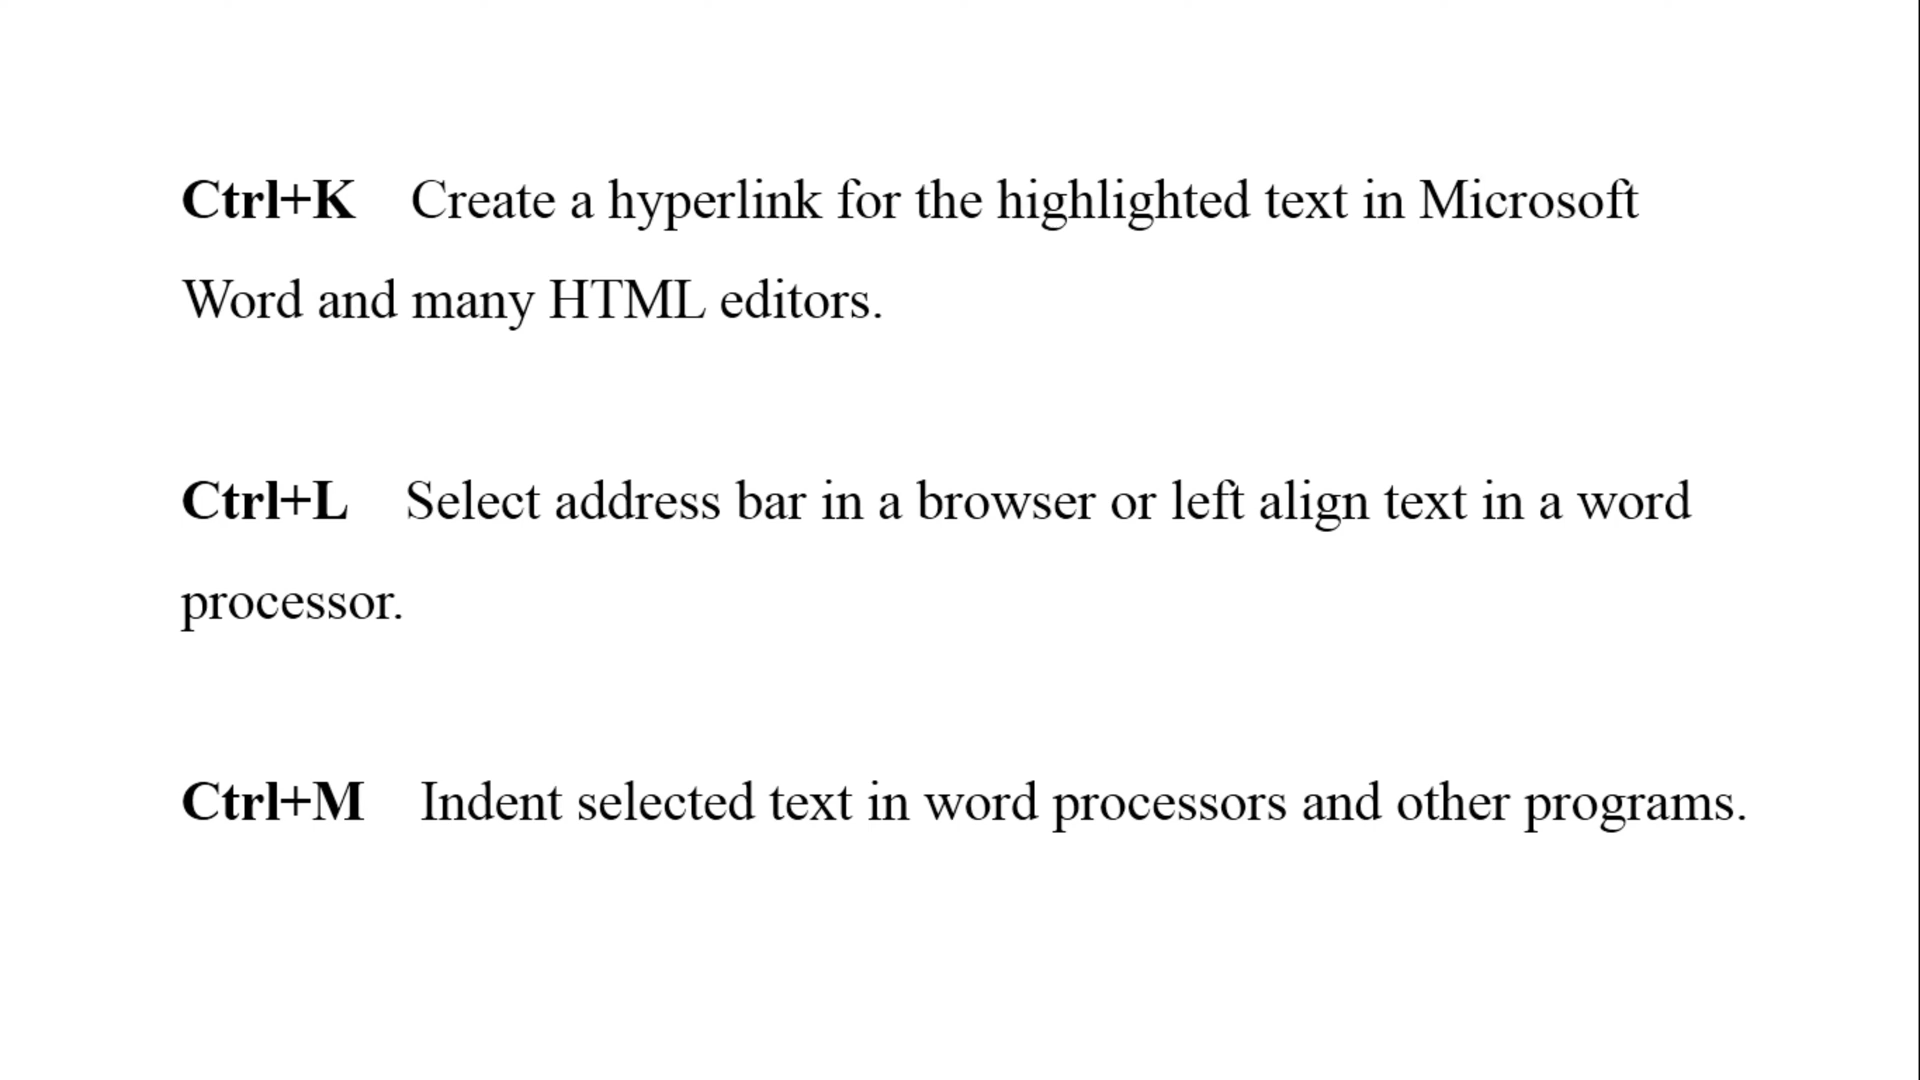 Ctrl+K Create a hyperlink for the highlighted text in Microsoft
Word and many HTML editors.
Ctrl+L Select address bar in a browser or left align text in a word
processor.
Ctrl+M Indent selected text in word processors and other programs.